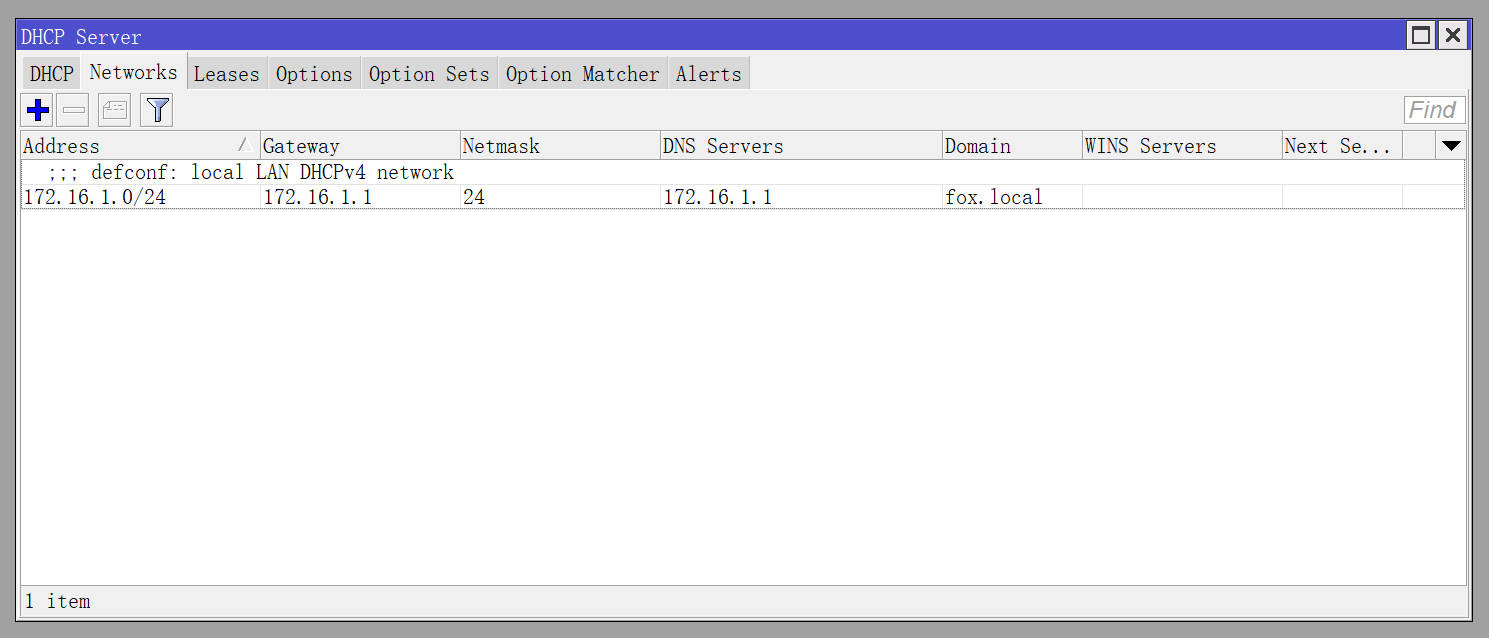 DHCP Server
DHCP Networks Leases Options Option Sets Option Matcher Alerts
Find
Address Gateway Netmask DNS Servers Domain WINS Servers Next Se...
;;; defconf: local LAN DHCPv4 network
172.16.1.0/24 172.16.1.1 24 172.16.1.1 fox.local
1 item